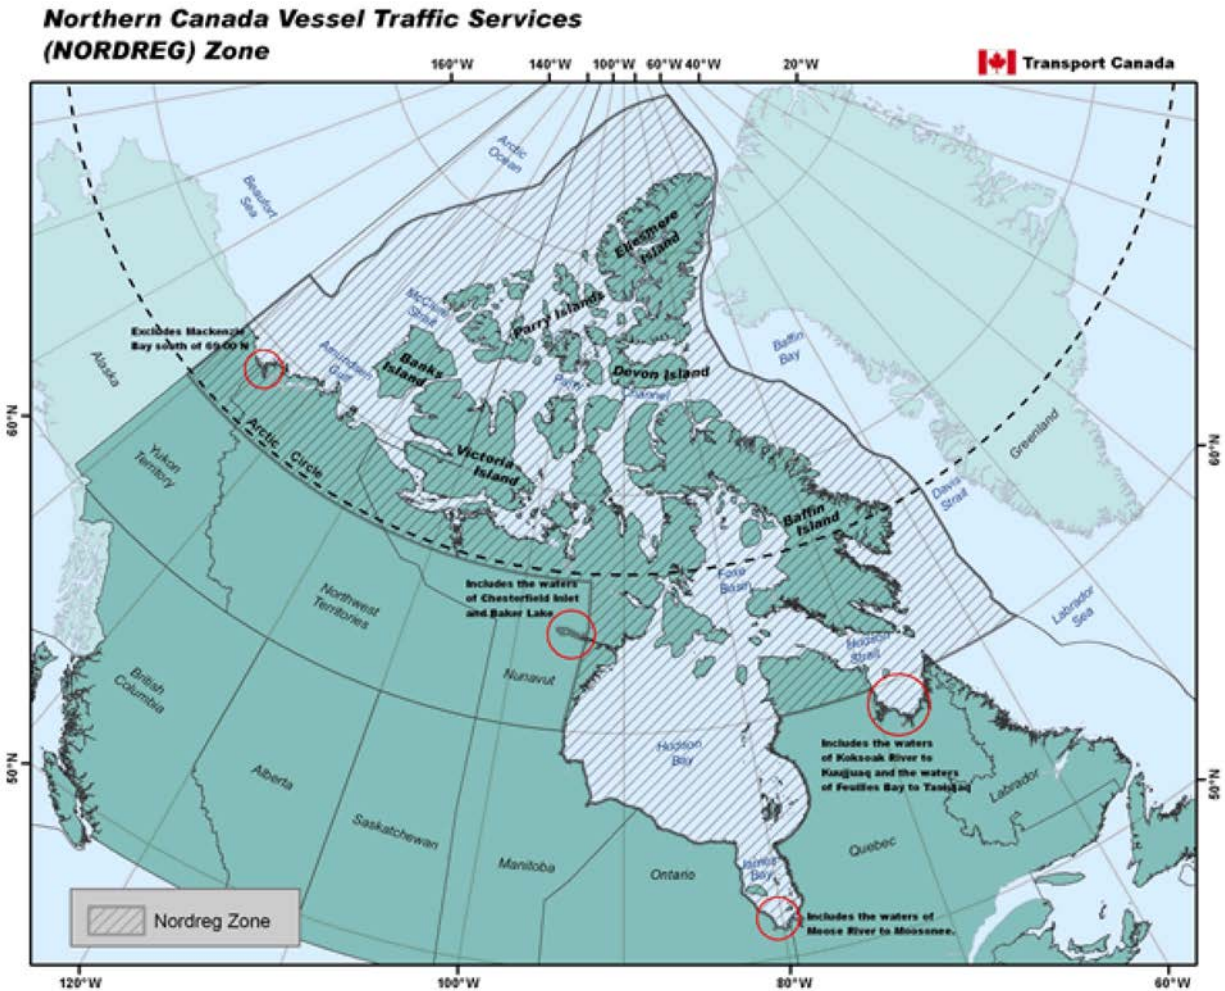 Northern Canada Vessel Traffic Services
(NORDREG) Zone
160°W 140°W 100°W 60°W 40°W 20°W
Transport Canada
Arctic
Ocean
Beaufort
Sea
Ellesmere
Island
McClure
Strait
Parry Islands
Excludes Mackenzie
Bay south of 69 00 N
Baffin
Bay
Alaska
Amundsen
Gulf
Banks
Island
Devon Island
Parry
Channel
60°N
Arctic Circle
Greenland
60°N
Yukon
Territory
Victoria
Island
Davis
Strait
Baffin
Island
Includes the waters
of Chesterfield Inlet
and Baker Lake
Foxe
Basin
Northwest
Territories
Labrador
Sea
Hudson
Strait
British
Columbia
Nunavut
Includes the waters
of Koksoak River to
Kuujjuaq and the waters
of Feuilles Bay to Tasiujaq
Hudson
Bay
50°N
Alberta
Labrador
50°N
Saskatchewan
Manitoba
Ontario
James
Bay
Quebec
Nordreg Zone
Includes the waters of
Moose River to Moosonee.
120°W 100°W 80°W 60°W